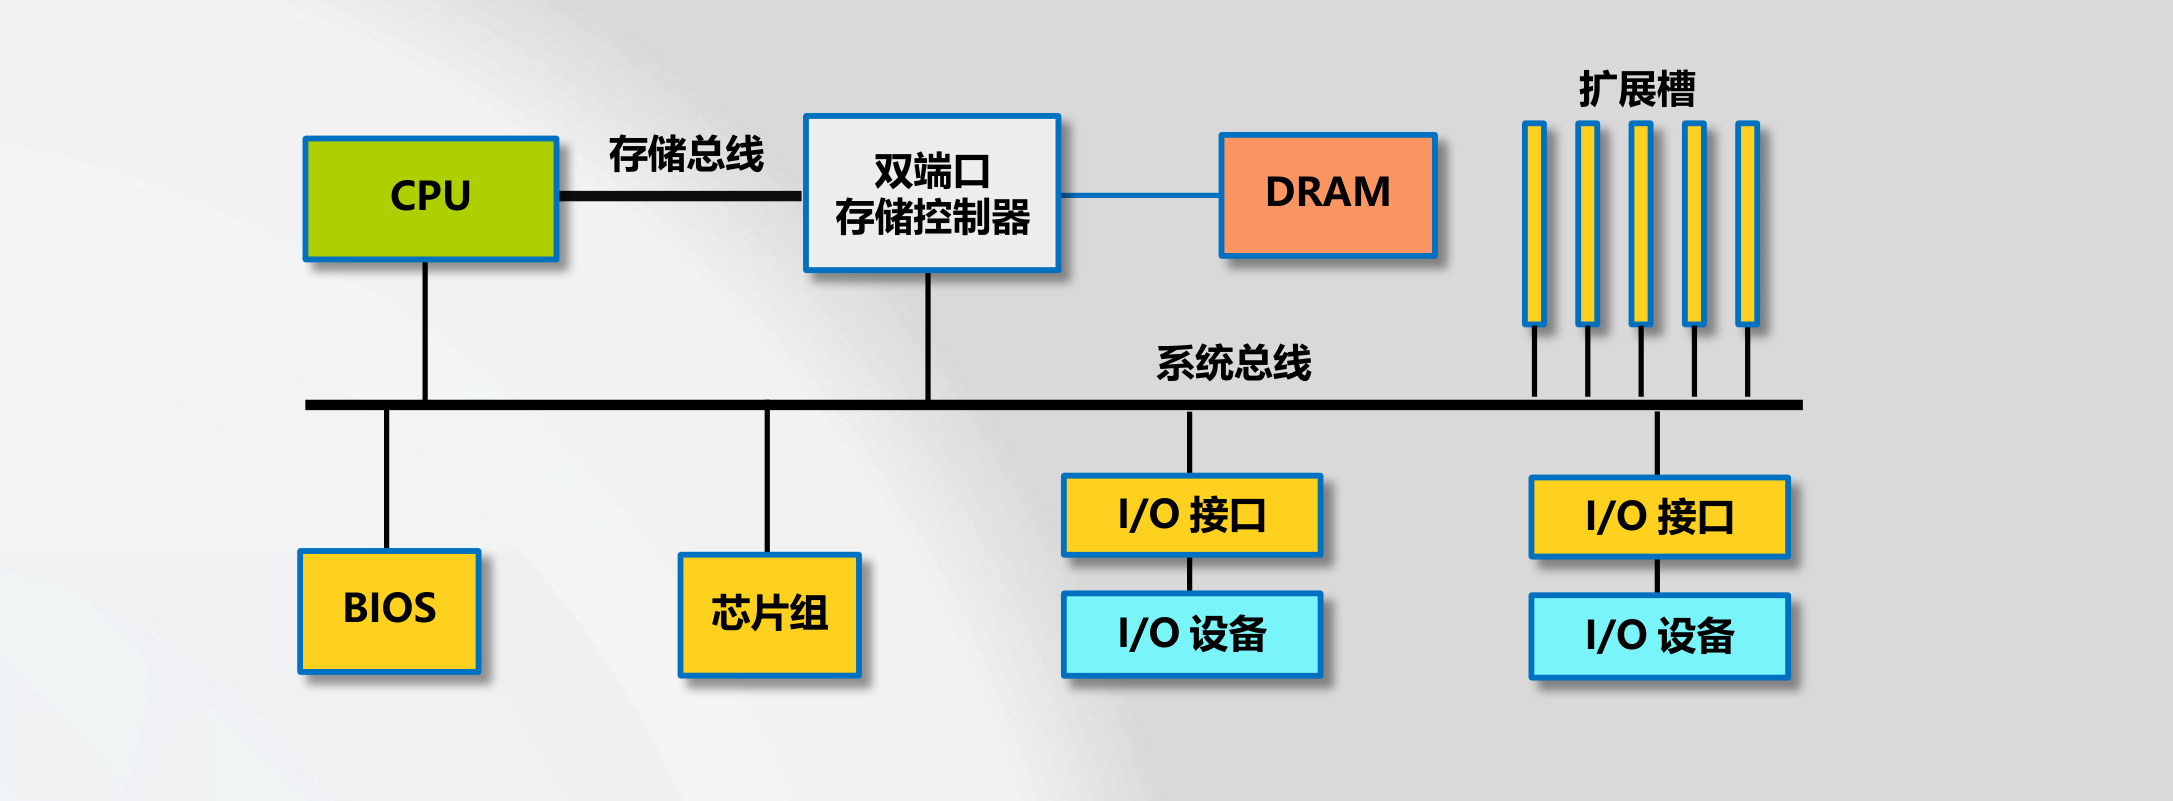 扩展槽
CPU
存储总线
双端口
存储控制器
DRAM
系统总线
BIOS
芯片组
I/O 接口
I/O 设备
I/O 接口
I/O 设备